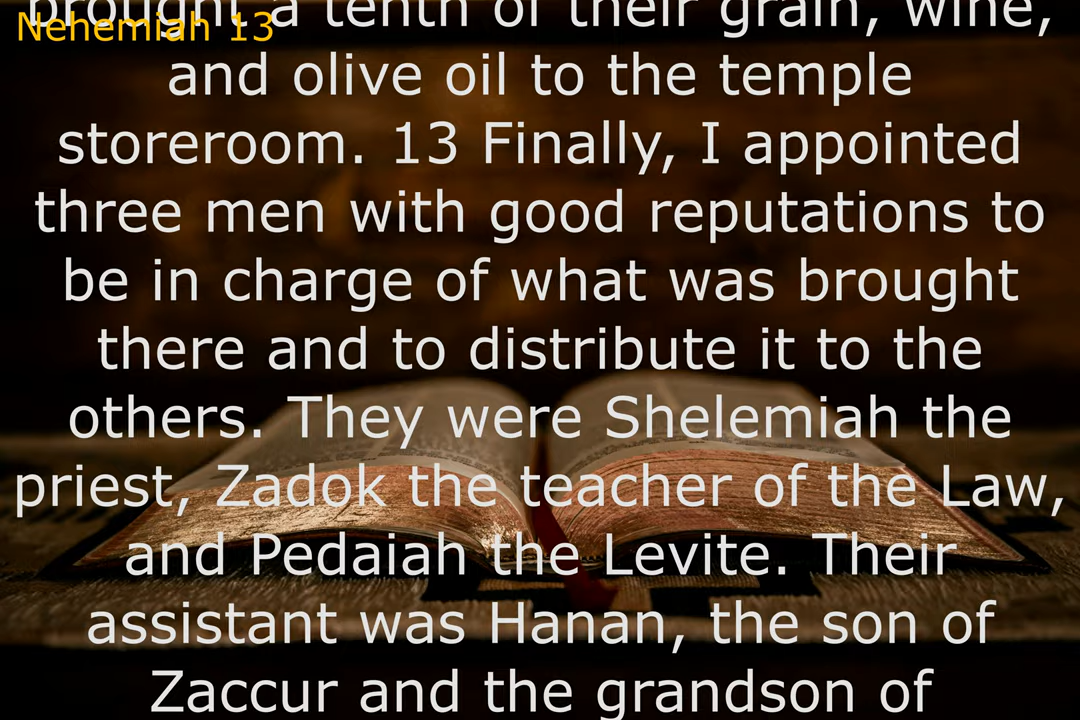 brought a tenth of their grain, wine,
Nehemiah 13
and olive oil to the temple
storeroom. 13 Finally, I appointed
three men with good reputations to
be in charge of what was brought
there and to distribute it to the
others. They were Shelemiah the
priest, Zadok the teacher of the Law,
and Pedaiah the Levite. Their
assistant was Hanan, the son of
Zaccur and the grandson of